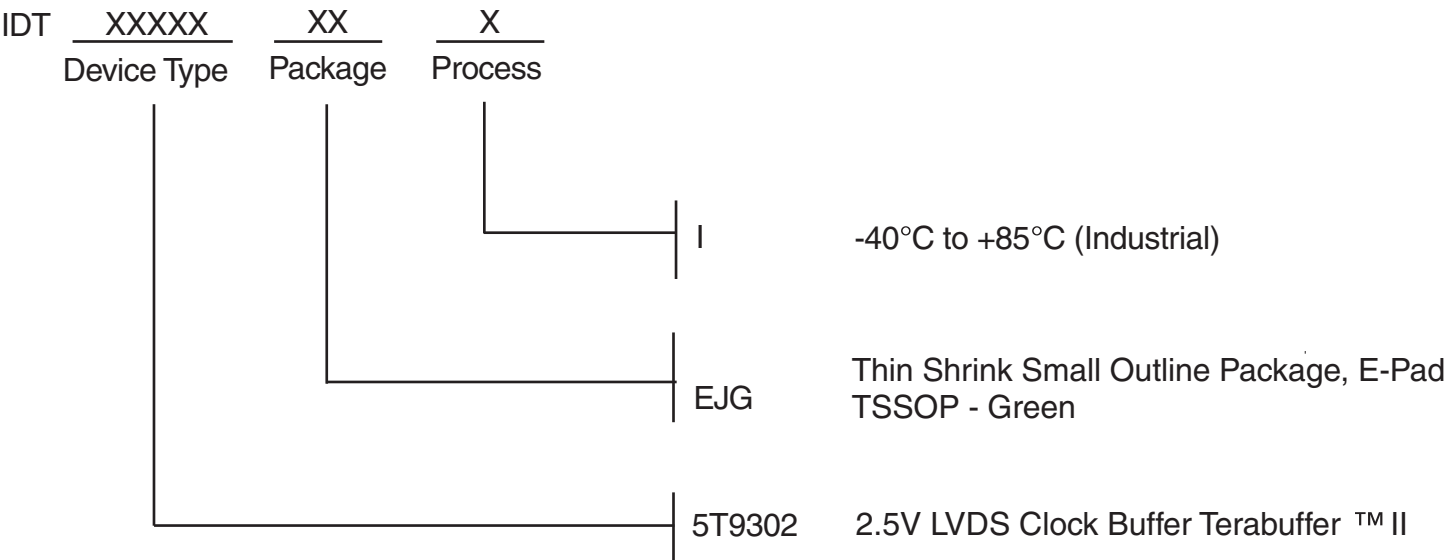 IDT XXXXX XX X
Device Type Package Process
I -40°C to +85°C (Industrial)
Thin Shrink Small Outline Package, E-Pad
EJG TSSOP - Green
5T9302 2.5V LVDS Clock Buffer Terabuffer ™ II